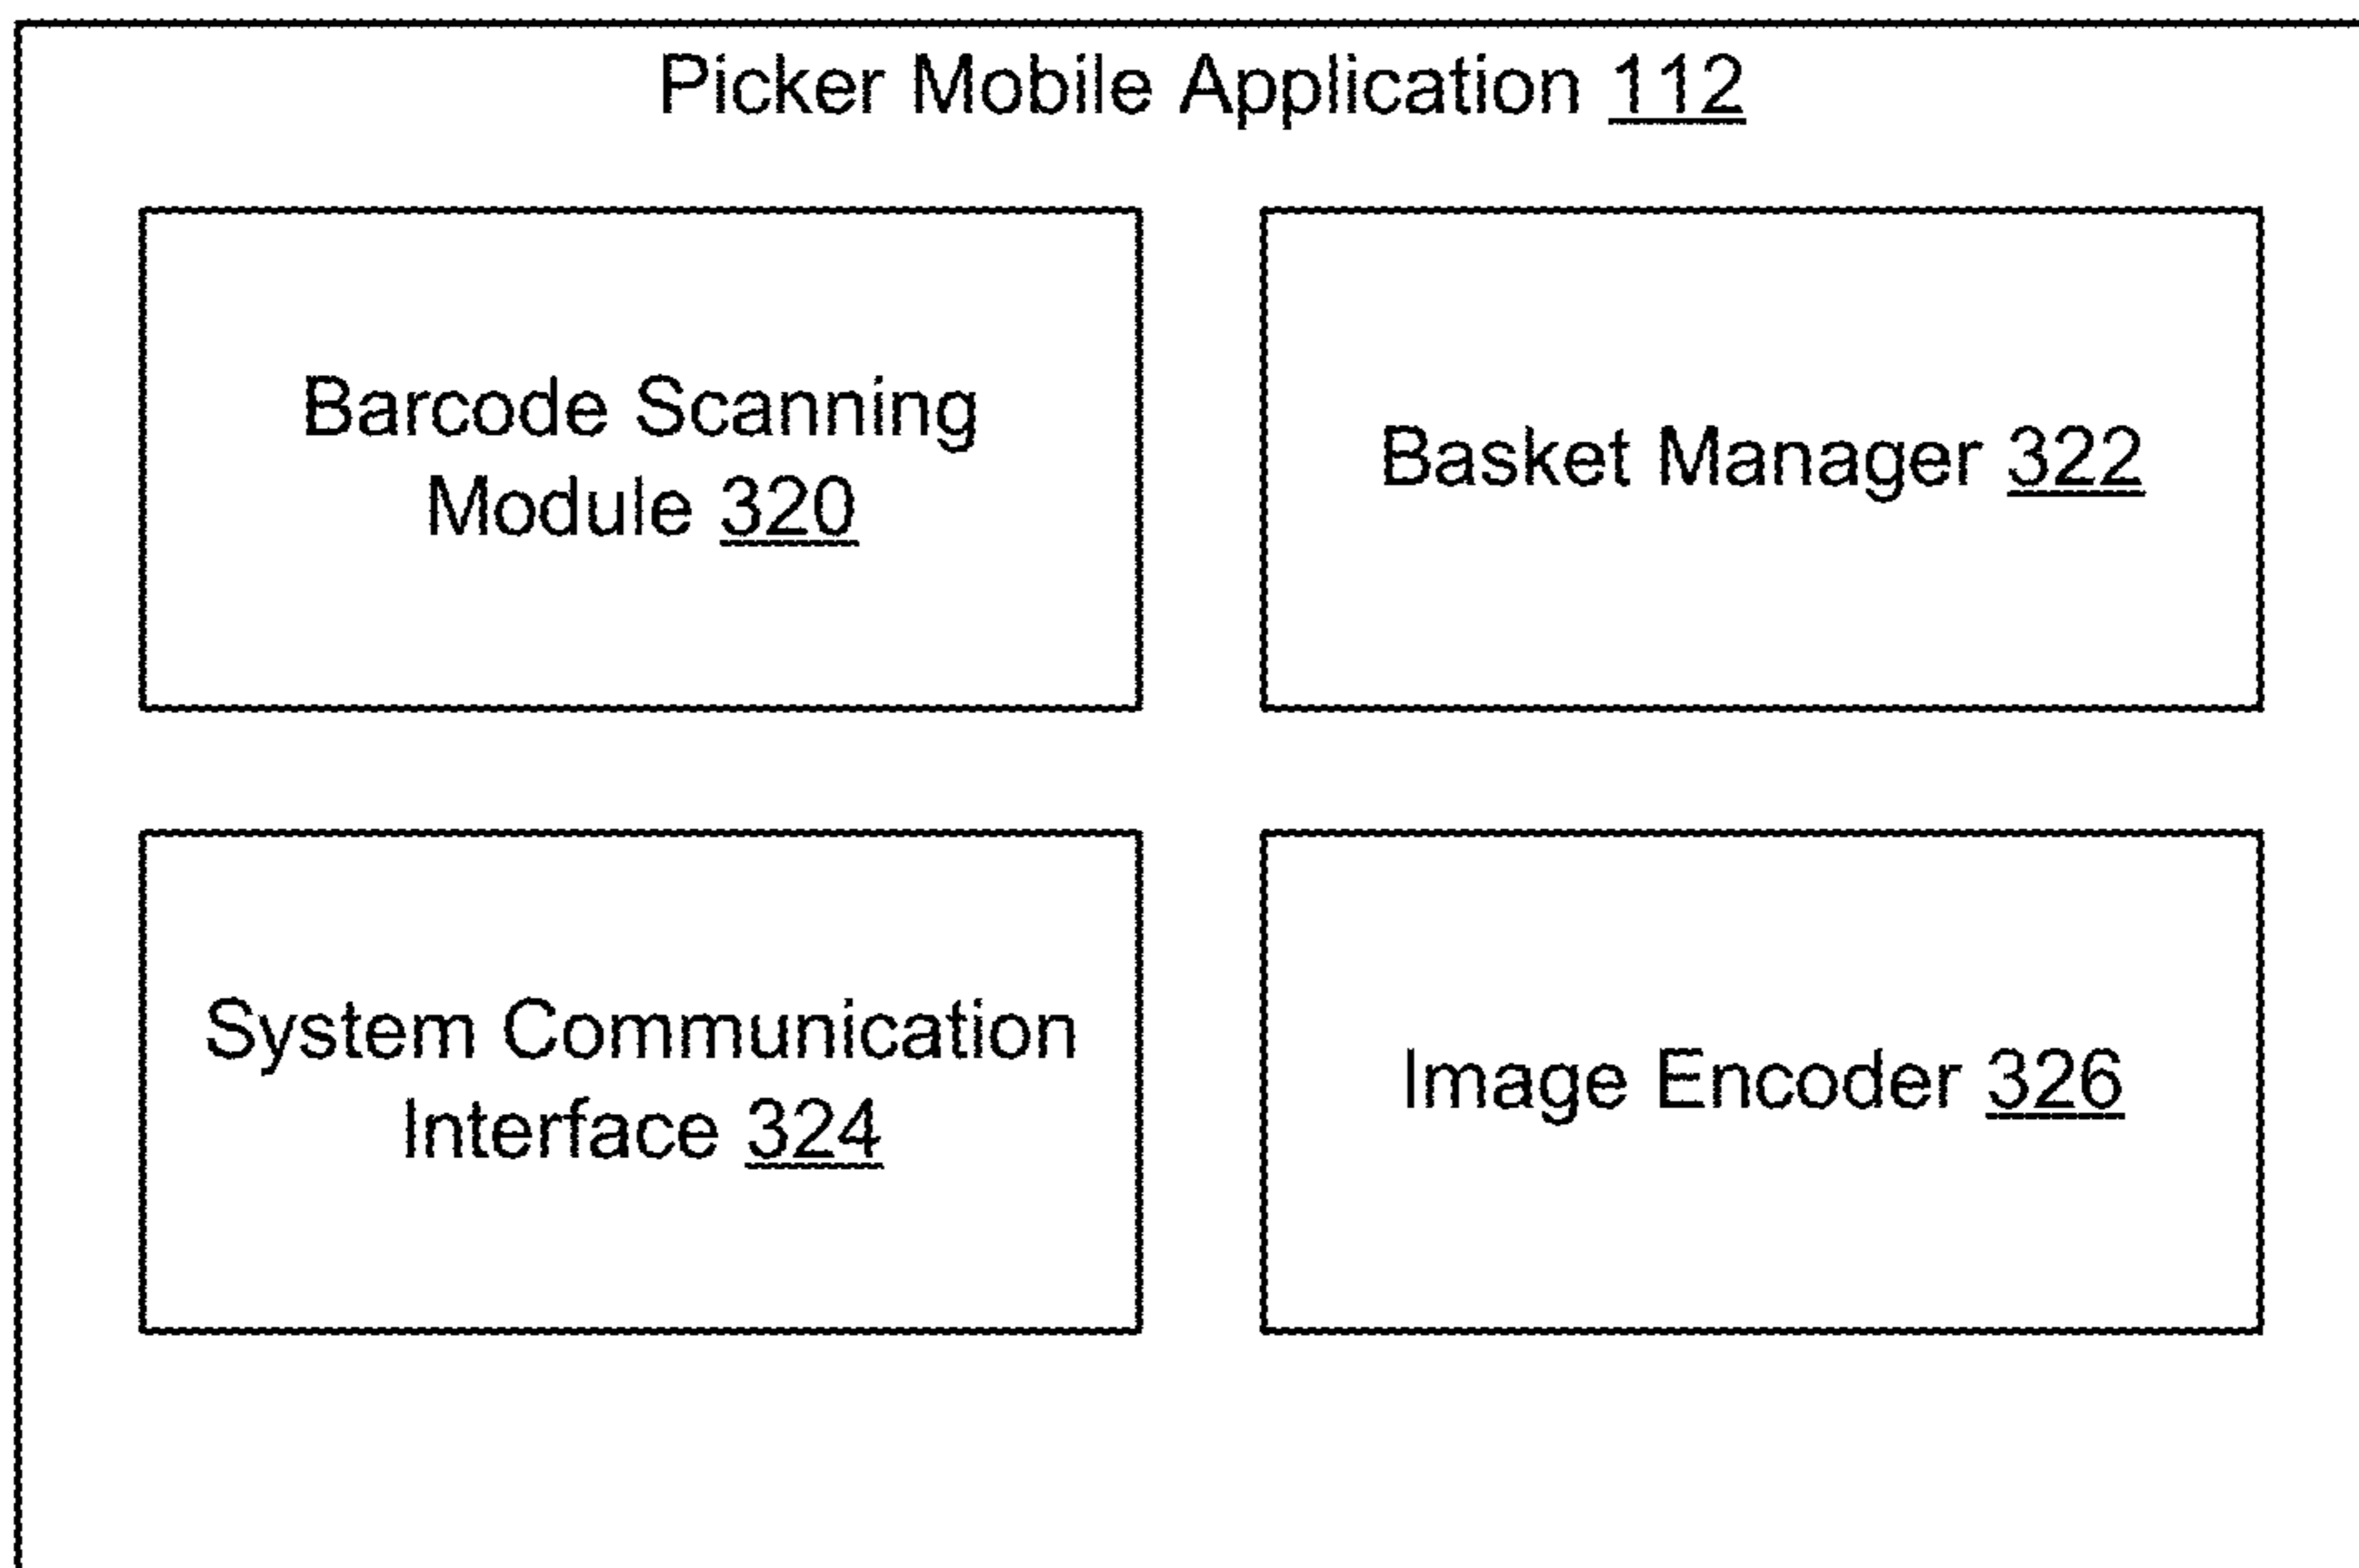 Picker Mobile Application 112
Barcode Scanning
Module 320
Basket Manager 322
System Communication
Interface 324
Image Encoder 326